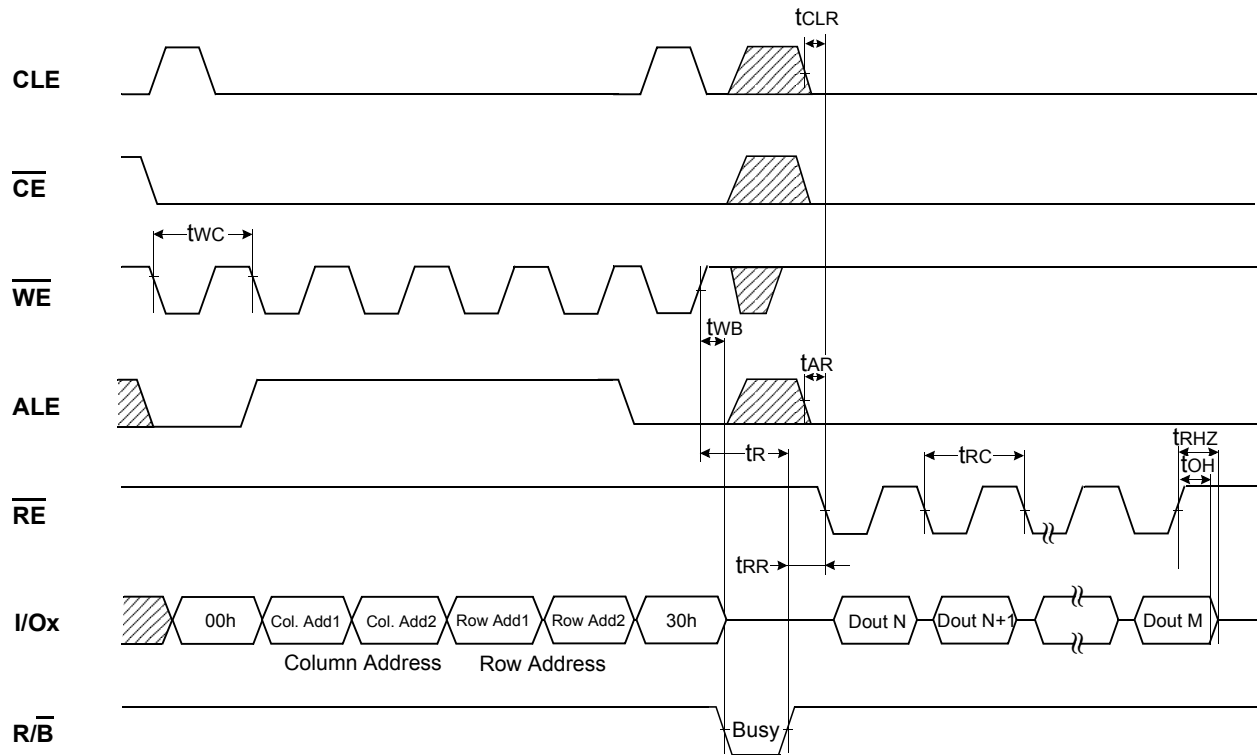 tCLR
CLE
CE
tWC
WE
tWB
tAR
ALE
tRHZ
tR
tRC
tOH
RE
tRR
I/Ox
00h
Col. Add1
Col. Add2
Row Add1
Row Add2
30h
Dout N
Dout N+1
Dout M
Column Address
Row Address
R/B
Busy